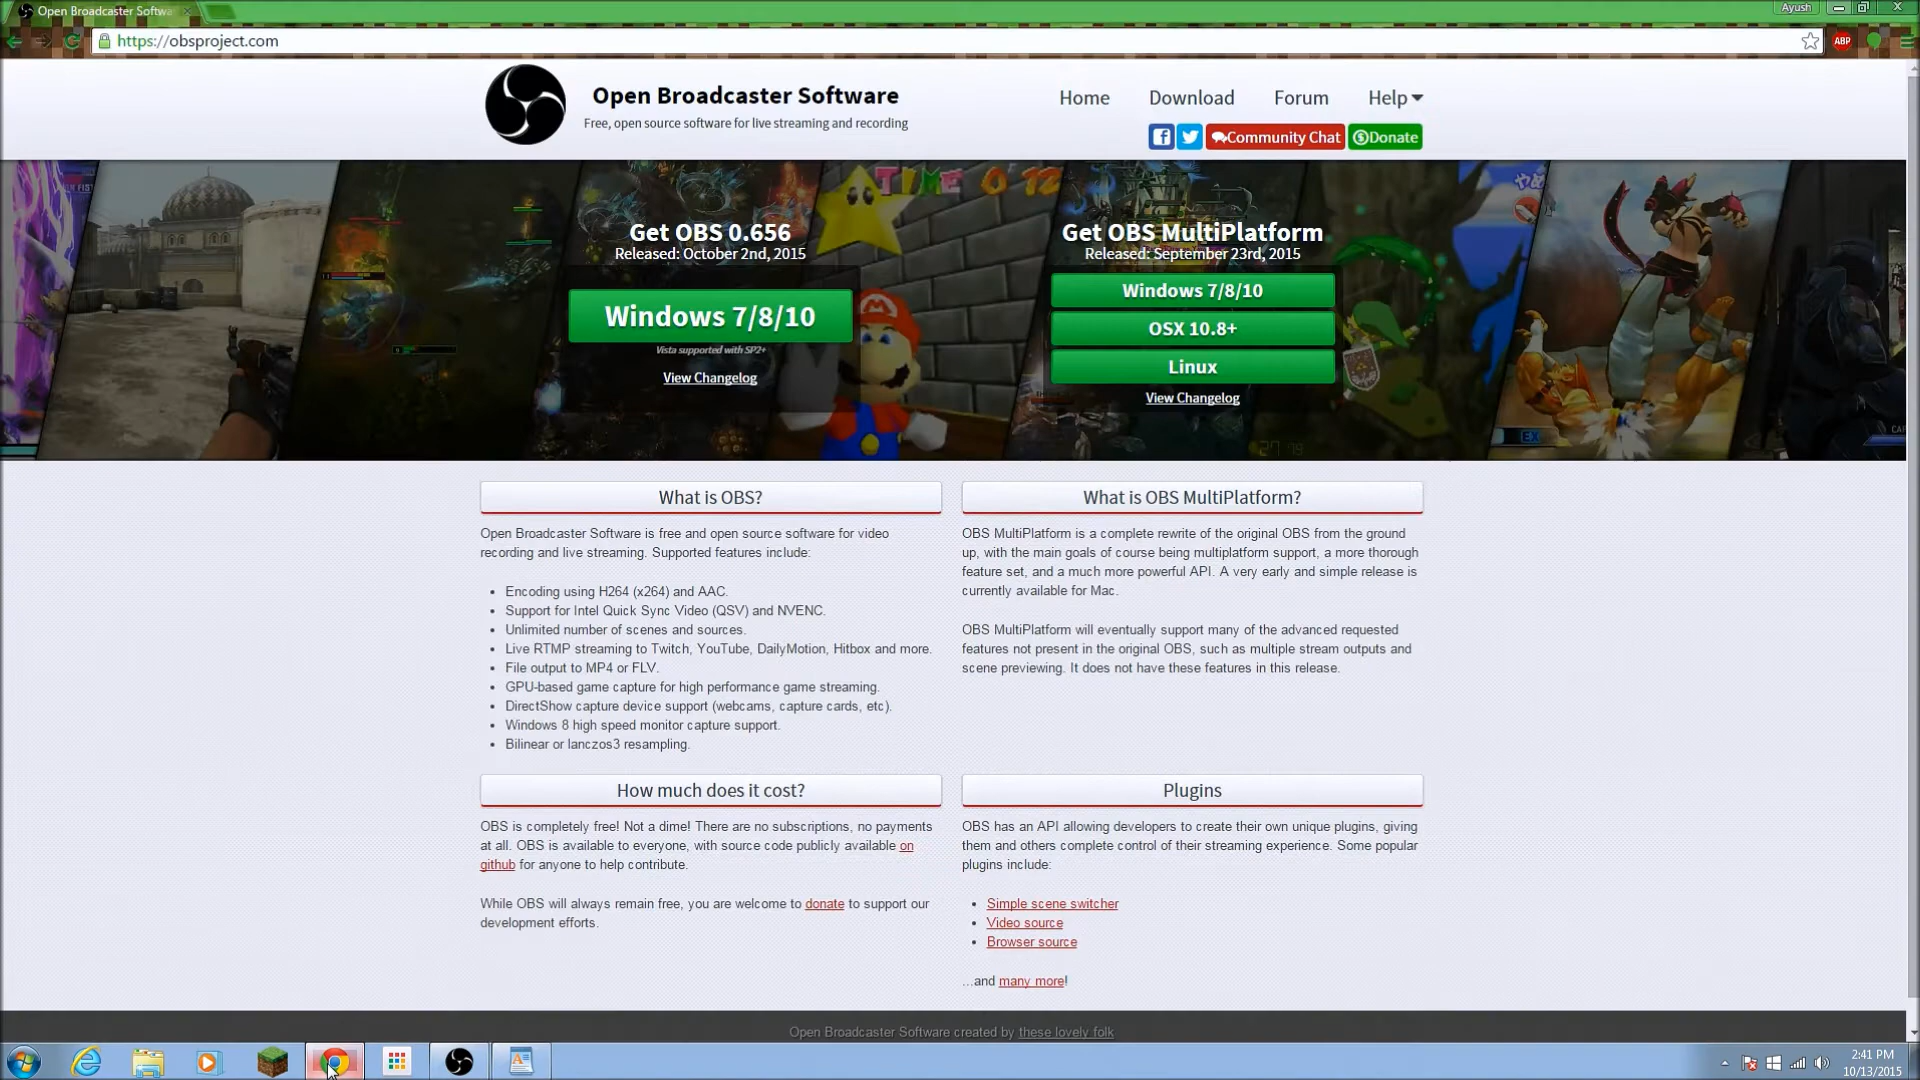 Open Broadcaster Softwa
Ayush
https://obsproject.com
ABP
Open Broadcaster Software
Free, open source software for live streaming and recording
Home
Download
Forum
Help
Community Chat
Donate
TIME 0 12
Get OBS 0.656
Released: October 2nd, 2015
Windows 7/8/10
Vista supported with SP2+
View Changelog
Get OBS MultiPlatform
Released: September 23rd, 2015
Windows 7/8/10
OSX 10.8+
Linux
View Changelog
EX
What is OBS?
Open Broadcaster Software is free and open source software for video
recording and live streaming. Supported features include:
• Encoding using H264 (x264) and AAC.
• Support for Intel Quick Sync Video (QSV) and NVENC.
• Unlimited number of scenes and sources.
• Live RTMP streaming to Twitch, YouTube, DailyMotion, Hitbox and more.
• File output to MP4 or FLV.
• GPU-based game capture for high performance game streaming.
• DirectShow capture device support (webcams, capture cards, etc).
• Windows 8 high speed monitor capture support.
• Bilinear or lanczos3 resampling.
What is OBS MultiPlatform?
OBS MultiPlatform is a complete rewrite of the original OBS from the ground
up, with the main goals of course being multiplatform support, a more thorough
feature set, and a much more powerful API. A very early and simple release is
currently available for Mac.
OBS MultiPlatform will eventually support many of the advanced requested
features not present in the original OBS, such as multiple stream outputs and
scene previewing. It does not have these features in this release.
How much does it cost?
OBS is completely free! Not a dime! There are no subscriptions, no payments
at all. OBS is available to everyone, with source code publicly available on
github for anyone to help contribute.
While OBS will always remain free, you are welcome to donate to support our
development efforts.
Plugins
OBS has an API allowing developers to create their own unique plugins, giving
them and others complete control of their streaming experience. Some popular
plugins include:
• Simple scene switcher
• Video source
• Browser source
...and many more!
Open Broadcaster Software created by these lovely folk
2:41 PM
10/13/2015